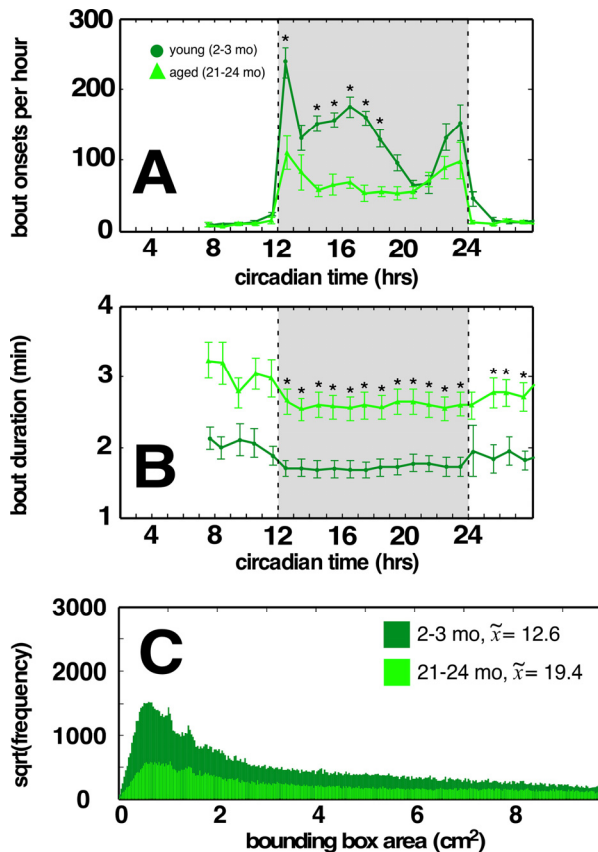 300
200
100
0
bout onsets per hour
young (2-3 mo)
aged (21-24 mo)
* * * * * * *
A
4 8 12 16 20 24
circadian time (hrs)
4
3
2
1
bout duration (min)
* * * * * * * * * * * * * * *
B
4 8 12 16 20 24
circadian time (hrs)
3000
2000
1000
0
sqrt(frequency)
C
2-3 mo, x̃ = 12.6
21-24 mo, x̃ = 19.4
0 2 4 6 8
bounding box area (cm²)